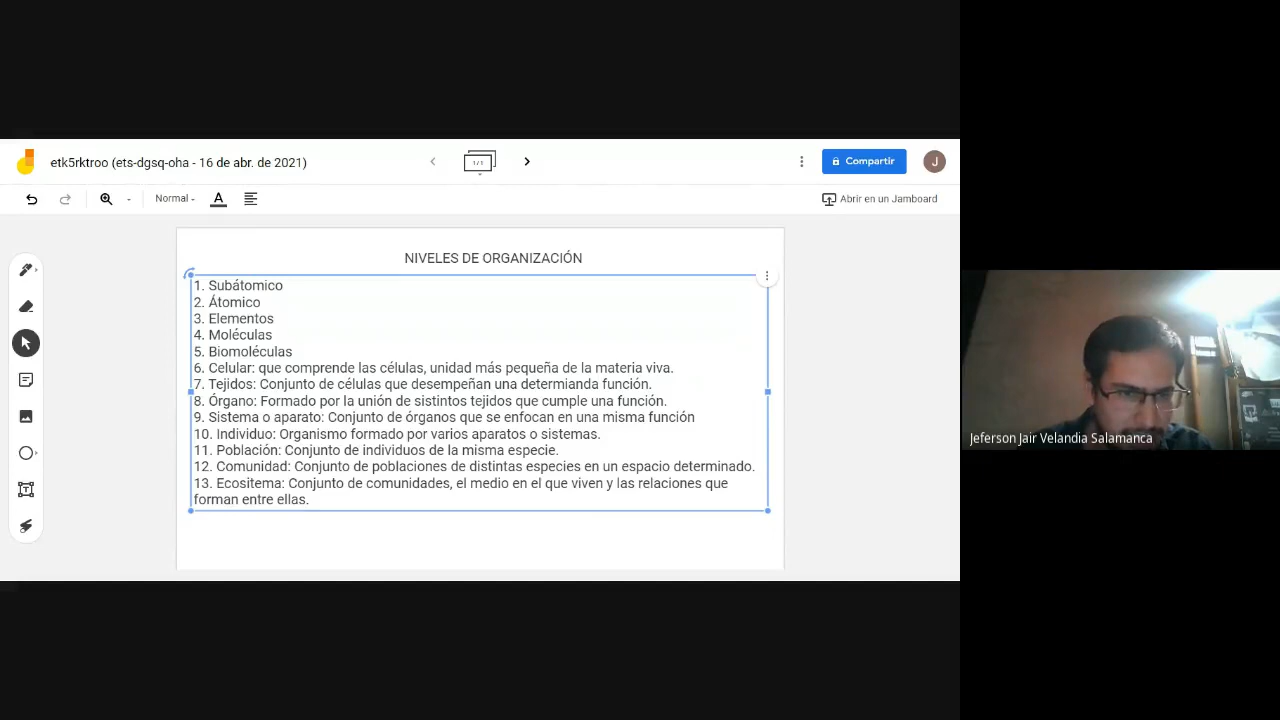 etk5rktroo (ets-dgsq-oha - 16 de abr. de 2021)
1/1
Compartir
J
Normal
A
Abrir en un Jamboard
NIVELES DE ORGANIZACIÓN
1. Subátomico
2. Átomico
3. Elementos
4. Moléculas
5. Biomoléculas
6. Celular: que comprende las células, unidad más pequeña de la materia viva.
7. Tejidos: Conjunto de células que desempeñan una determianda función.
8. Órgano: Formado por la unión de sistintos tejidos que cumple una función.
9. Sistema o aparato: Conjunto de órganos que se enfocan en una misma función
10. Individuo: Organismo formado por varios aparatos o sistemas.
11. Población: Conjunto de individuos de la misma especie.
12. Comunidad: Conjunto de poblaciones de distintas especies en un espacio determinado.
13. Ecositema: Conjunto de comunidades, el medio en el que viven y las relaciones que
forman entre ellas.
Jeferson Jair Velandia Salamanca